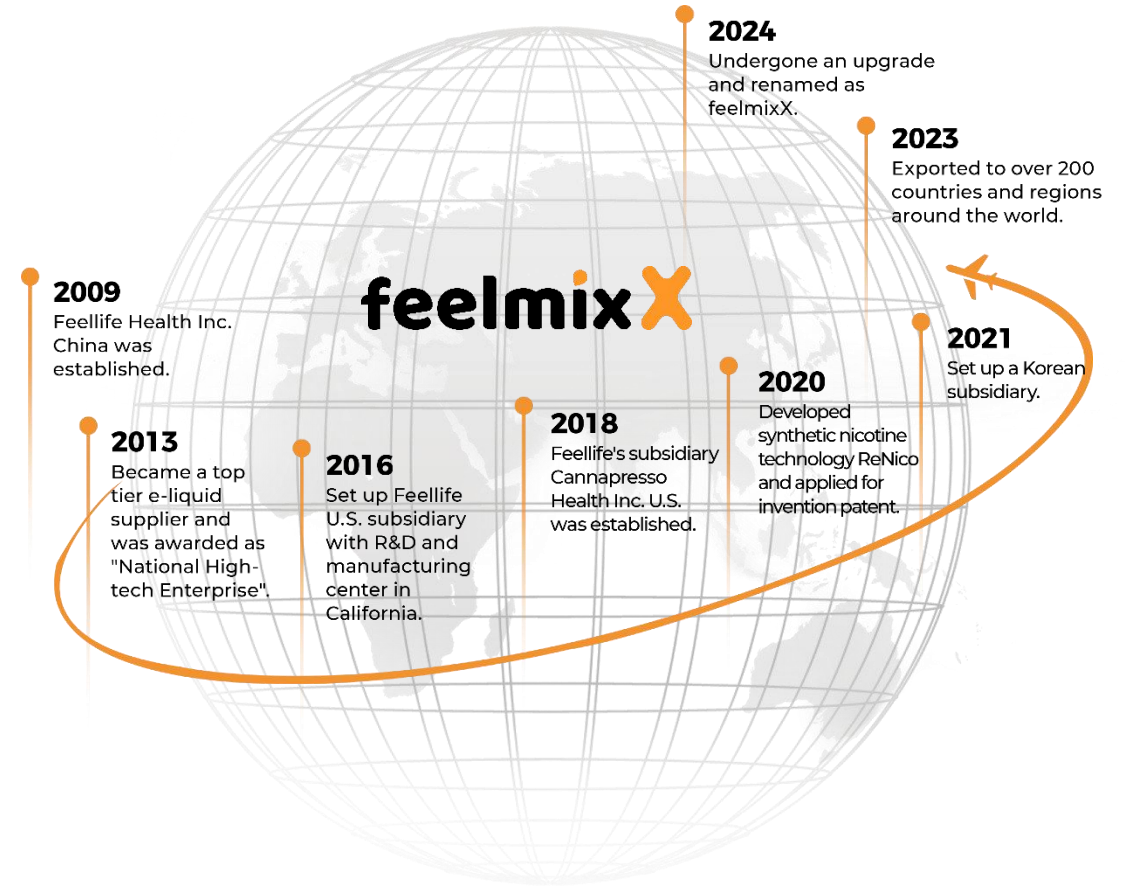 2024
Undergone an upgrade
and renamed as
feelmixX.
2023
Exported to over 200
countries and regions
around the world.
feelmixX
2009
Feellife Health Inc.
China was
established.
2021
Set up a Korean
subsidiary.
2020
Developed
synthetic nicotine
technology ReNico
and applied for
invention patent.
2018
Feellife's subsidiary
Cannapresso
Health Inc. U.S.
was established.
2013
Became a top
tier e-liquid
supplier and
was awarded as
"National High-
tech Enterprise".
2016
Set up Feellife
U.S. subsidiary
with R&D and
manufacturing
center in
California.